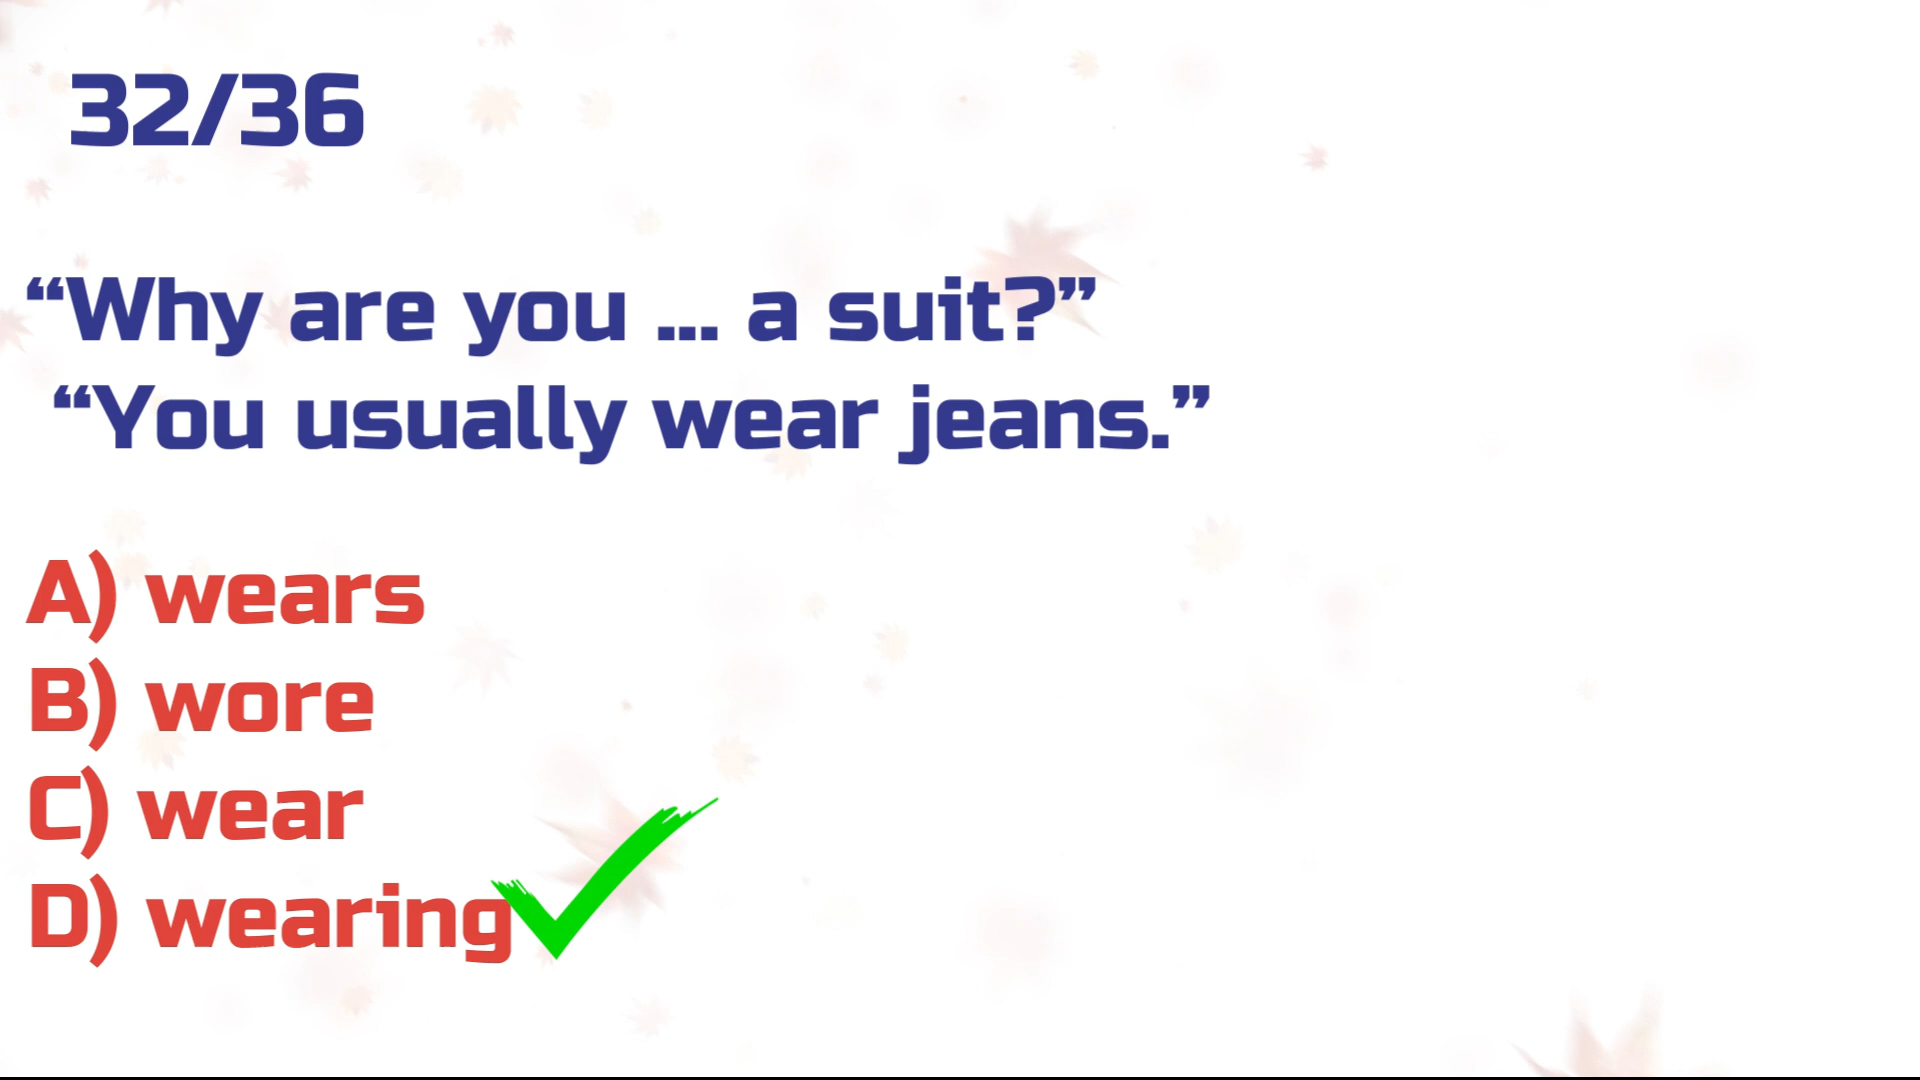 32/36
“Why are you ... a suit?”
“You usually wear jeans.”
A) wears
B) wore
C) wear
D) wearing